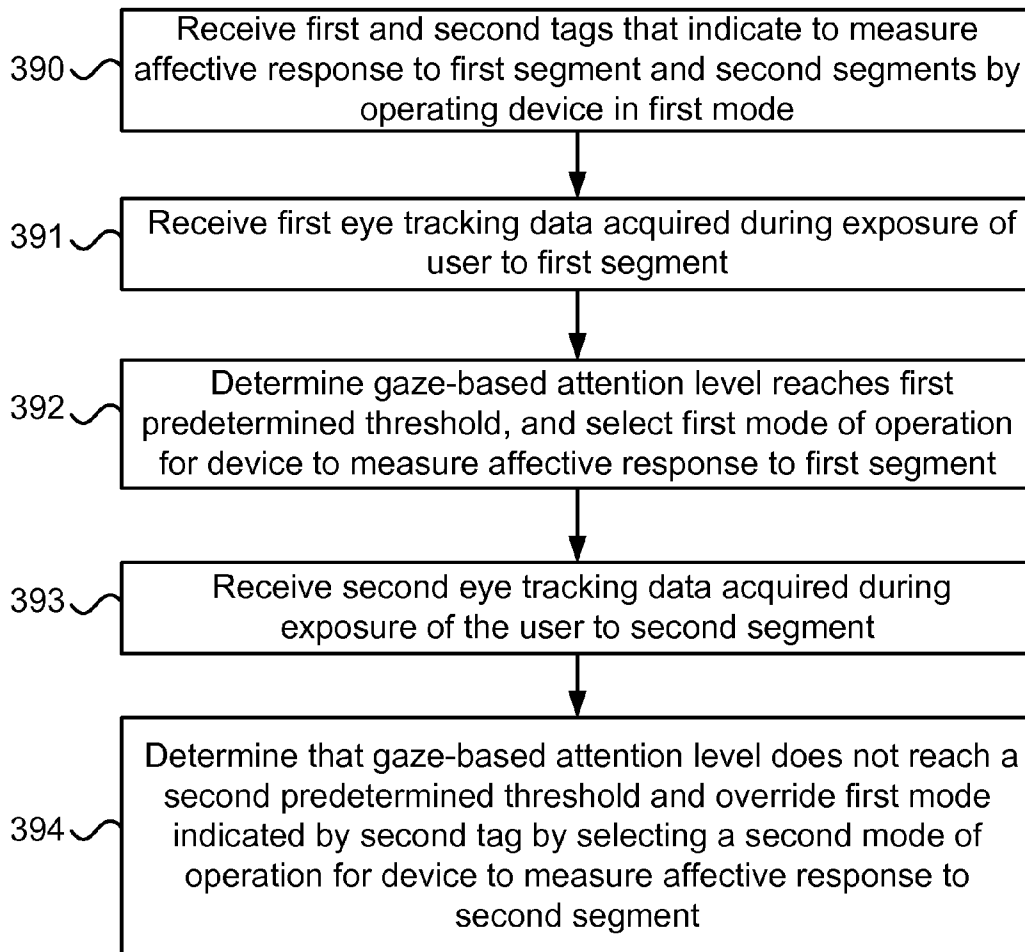 390
Receive first and second tags that indicate to measure
affective response to first segment and second segments by
operating device in first mode
391
Receive first eye tracking data acquired during exposure of
user to first segment
392
Determine gaze-based attention level reaches first
predetermined threshold, and select first mode of operation
for device to measure affective response to first segment
393
Receive second eye tracking data acquired during
exposure of the user to second segment
394
Determine that gaze-based attention level does not reach a
second predetermined threshold and override first mode
indicated by second tag by selecting a second mode of
operation for device to measure affective response to
second segment